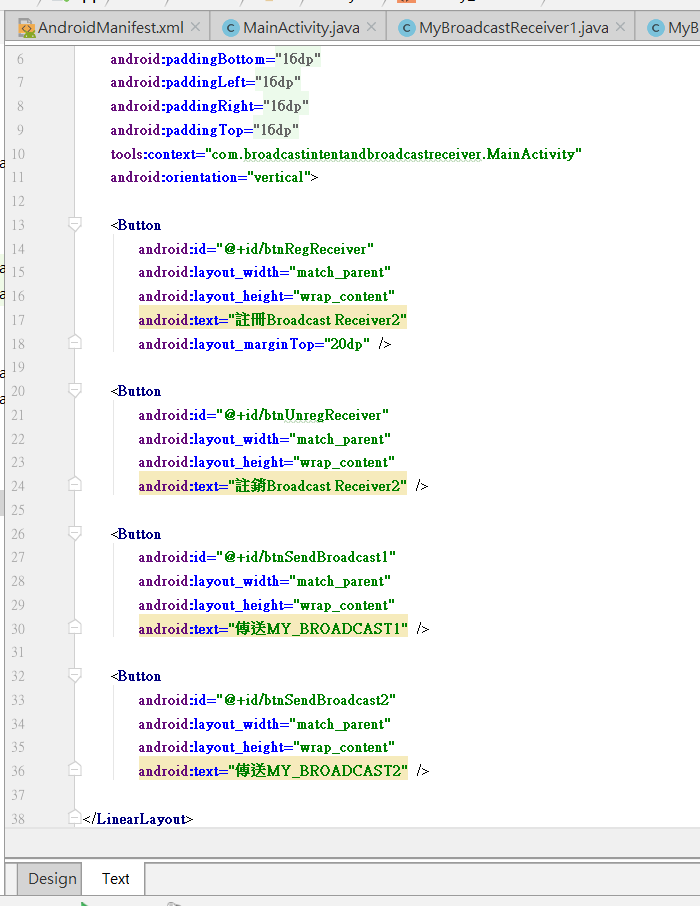 AndroidManifest.xml MainActivity.java MyBroadcastReceiver1.java MyB
6 android:paddingBottom="16dp"
7 android:paddingLeft="16dp"
8 android:paddingRight="16dp"
9 android:paddingTop="16dp"
10 tools:context="com.broadcastintentandbroadcastreceiver.MainActivity"
11 android:orientation="vertical">
12
13 <Button
14 android:id="@+id/btnRegReceiver"
15 android:layout_width="match_parent"
16 android:layout_height="wrap_content"
17 android:text="註冊Broadcast Receiver2"
18 android:layout_marginTop="20dp" />
19
20 <Button
21 android:id="@+id/btnUnregReceiver"
22 android:layout_width="match_parent"
23 android:layout_height="wrap_content"
24 android:text="註銷Broadcast Receiver2" />
25
26 <Button
27 android:id="@+id/btnSendBroadcast1"
28 android:layout_width="match_parent"
29 android:layout_height="wrap_content"
30 android:text="傳送MY_BROADCAST1" />
31
32 <Button
33 android:id="@+id/btnSendBroadcast2"
34 android:layout_width="match_parent"
35 android:layout_height="wrap_content"
36 android:text="傳送MY_BROADCAST2" />
37
38 </LinearLayout>
Design Text